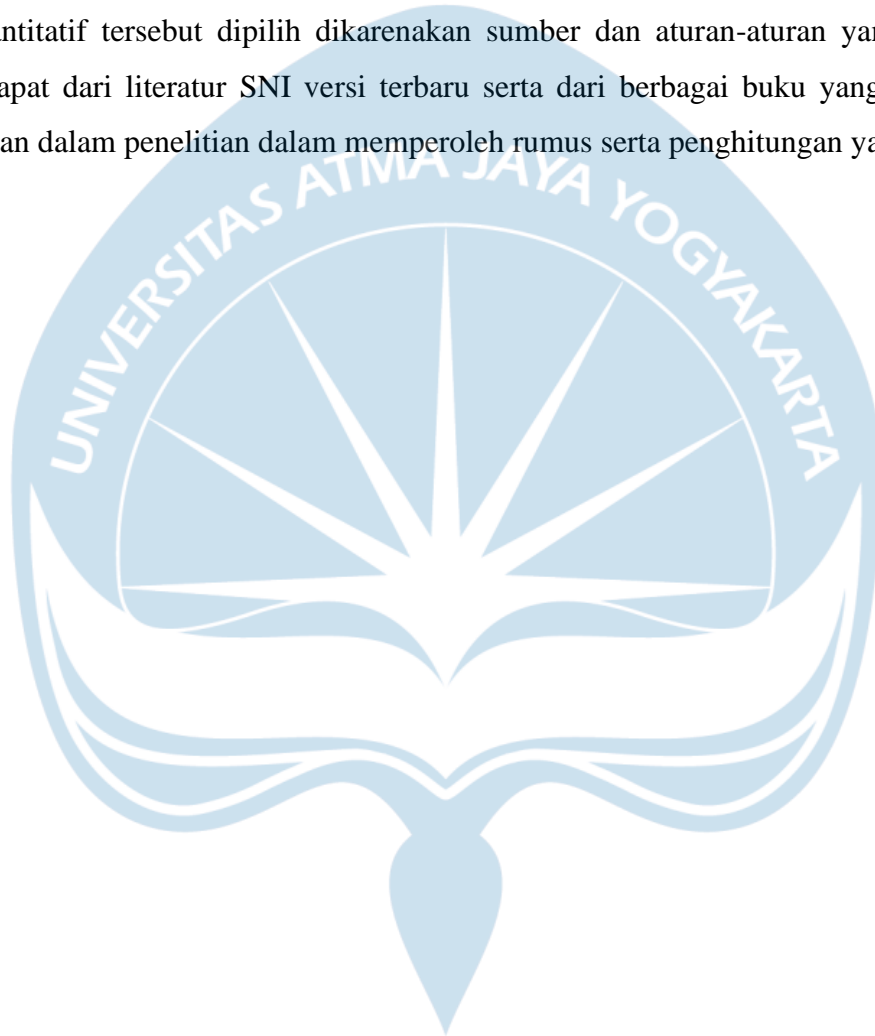 antitatif tersebut dipilih dikarenakan sumber dan aturan-aturan yan
apat dari literatur SNI versi terbaru serta dari berbagai buku yang
an dalam penelitian dalam memperoleh rumus serta penghitungan ya
UNIVERSITAS ATMA JAYA YOGYAKARTA